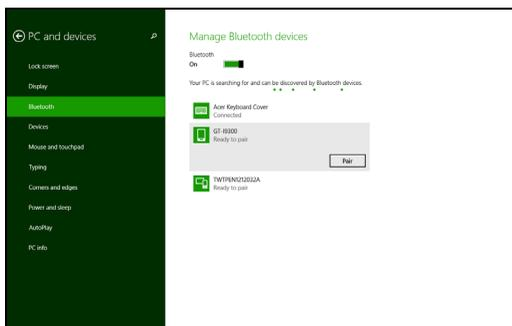 PC and devices
Lock screen
Display
Bluetooth
Devices
Mouse and touchpad
Typing
Corners and edges
Power and sleep
AutoPlay
PC info
Manage Bluetooth devices
Bluetooth
On
Your PC is searching for and can be discovered by Bluetooth devices.
Acer Keyboard Cover
Connected
GT-I9300
Ready to pair
Pair
TWTPEN1212032A
Ready to pair